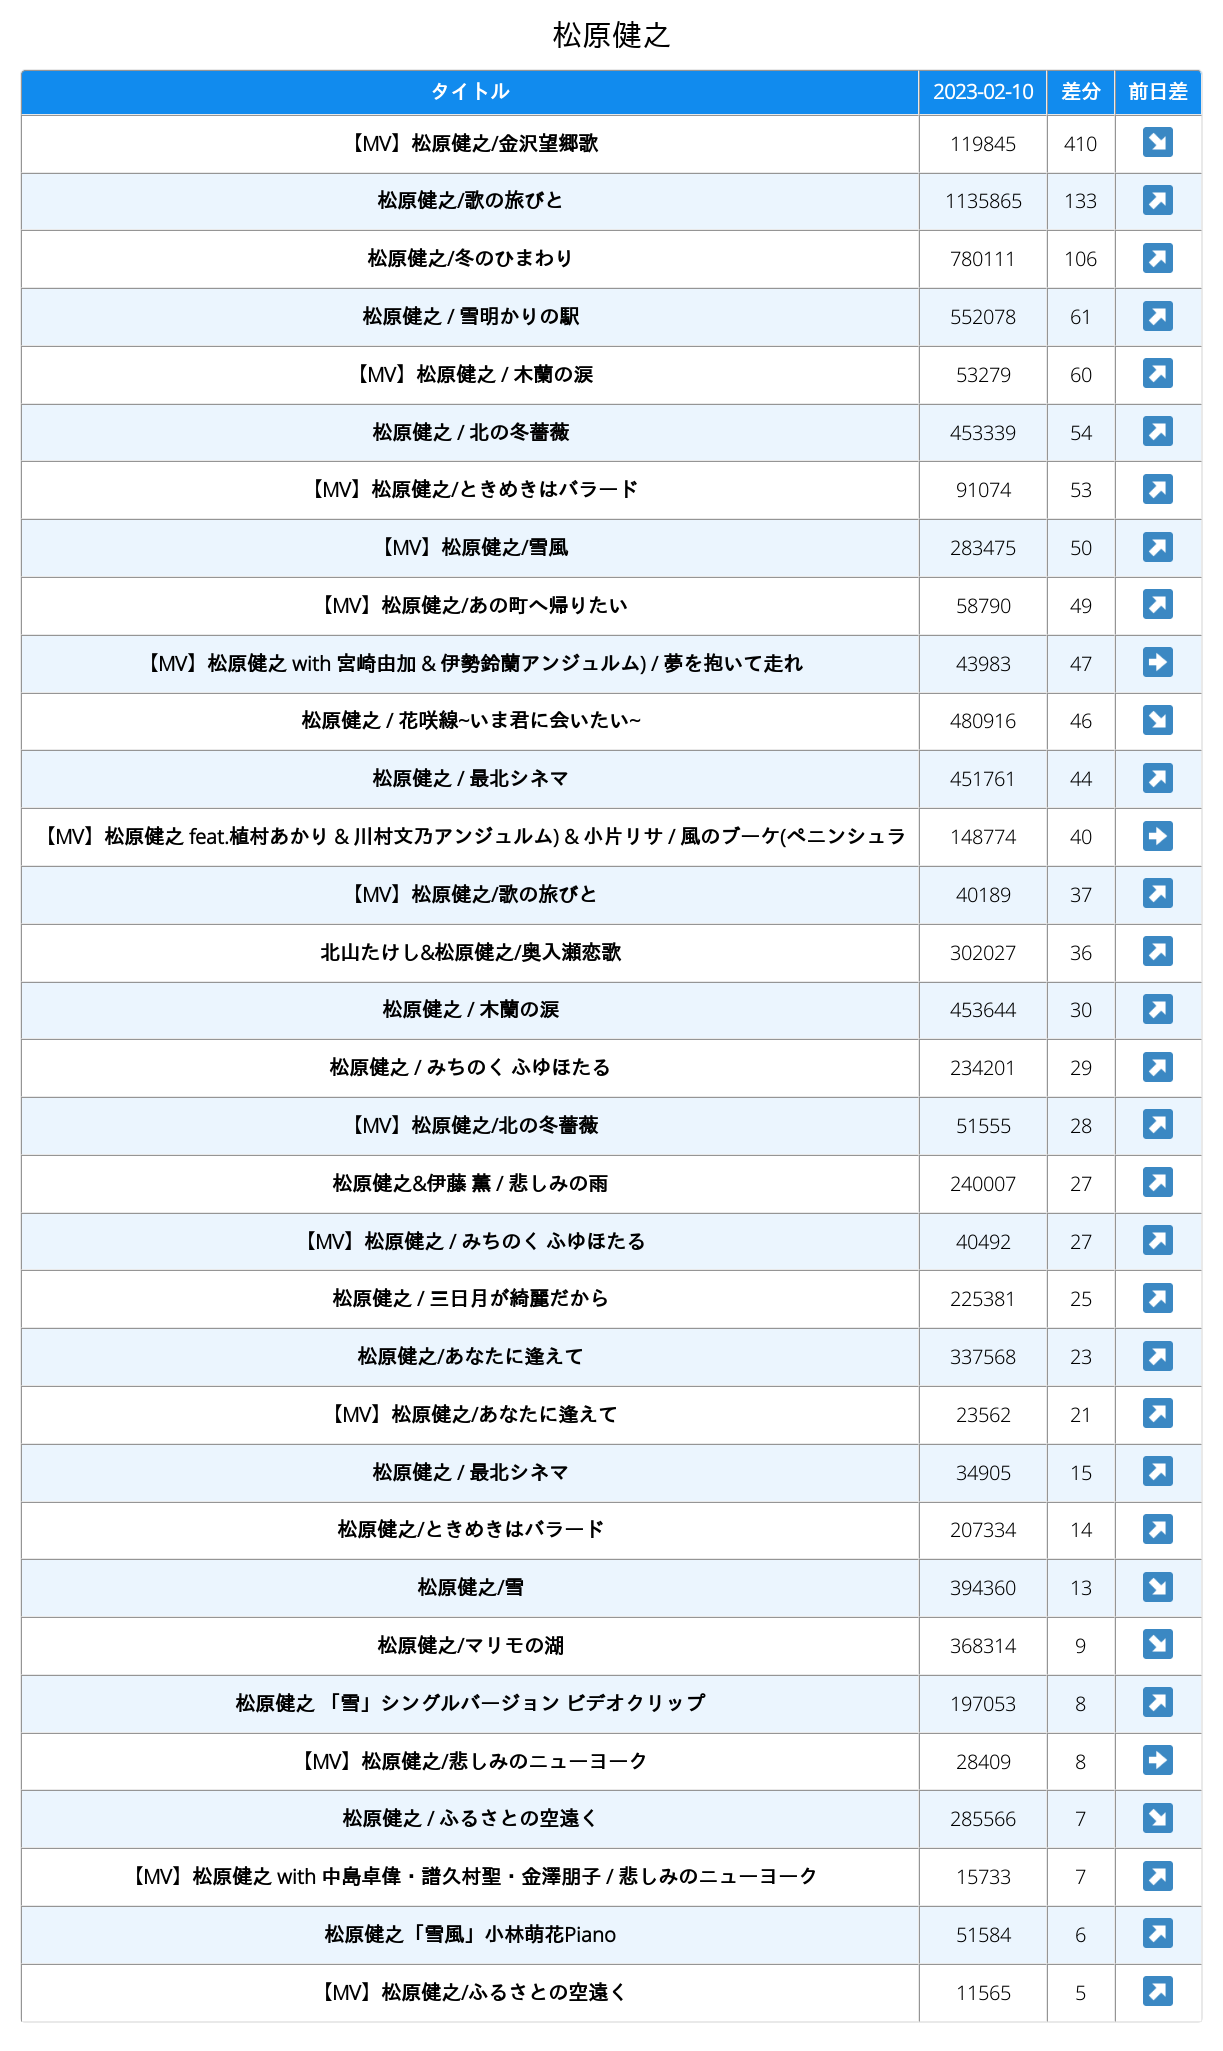 松原健之
タイトル 2023-02-10 差分 前日差
【MV】松原健之/金沢望郷歌 119845 410 ↘
松原健之/歌の旅びと 1135865 133 ↗
松原健之/冬のひまわり 780111 106 ↗
松原健之 / 雪明かりの駅 552078 61 ↗
【MV】松原健之 / 木蘭の涙 53279 60 ↗
松原健之 / 北の冬薔薇 453339 54 ↗
【MV】松原健之/ときめきはバラード 91074 53 ↗
【MV】松原健之/雪風 283475 50 ↗
【MV】松原健之/あの町へ帰りたい 58790 49 ↗
【MV】松原健之 with 宮崎由加 & 伊勢鈴蘭アンジュルム) / 夢を抱いて走れ 43983 47 ➡
松原健之 / 花咲線~いま君に会いたい~ 480916 46 ↘
松原健之 / 最北シネマ 451761 44 ↗
【MV】松原健之 feat.植村あかり & 川村文乃アンジュルム) & 小片リサ / 風のブーケ(ペニンシュラ 148774 40 ➡
【MV】松原健之/歌の旅びと 40189 37 ↗
北山たけし&松原健之/奥入瀬恋歌 302027 36 ↗
松原健之 / 木蘭の涙 453644 30 ↗
松原健之 / みちのく ふゆほたる 234201 29 ↗
【MV】松原健之/北の冬薔薇 51555 28 ↗
松原健之&伊藤 薫 / 悲しみの雨 240007 27 ↗
【MV】松原健之 / みちのく ふゆほたる 40492 27 ↗
松原健之 / 三日月が綺麗だから 225381 25 ↗
松原健之/あなたに逢えて 337568 23 ↗
【MV】松原健之/あなたに逢えて 23562 21 ↗
松原健之 / 最北シネマ 34905 15 ↗
松原健之/ときめきはバラード 207334 14 ↗
松原健之/雪 394360 13 ↘
松原健之/マリモの湖 368314 9 ↘
松原健之 「雪」シングルバージョン ビデオクリップ 197053 8 ↗
【MV】松原健之/悲しみのニューヨーク 28409 8 ➡
松原健之 / ふるさとの空遠く 285566 7 ↘
【MV】松原健之 with 中島卓偉・譜久村聖・金澤朋子 / 悲しみのニューヨーク 15733 7 ↗
松原健之「雪風」小林萌花Piano 51584 6 ↗
【MV】松原健之/ふるさとの空遠く 11565 5 ↗